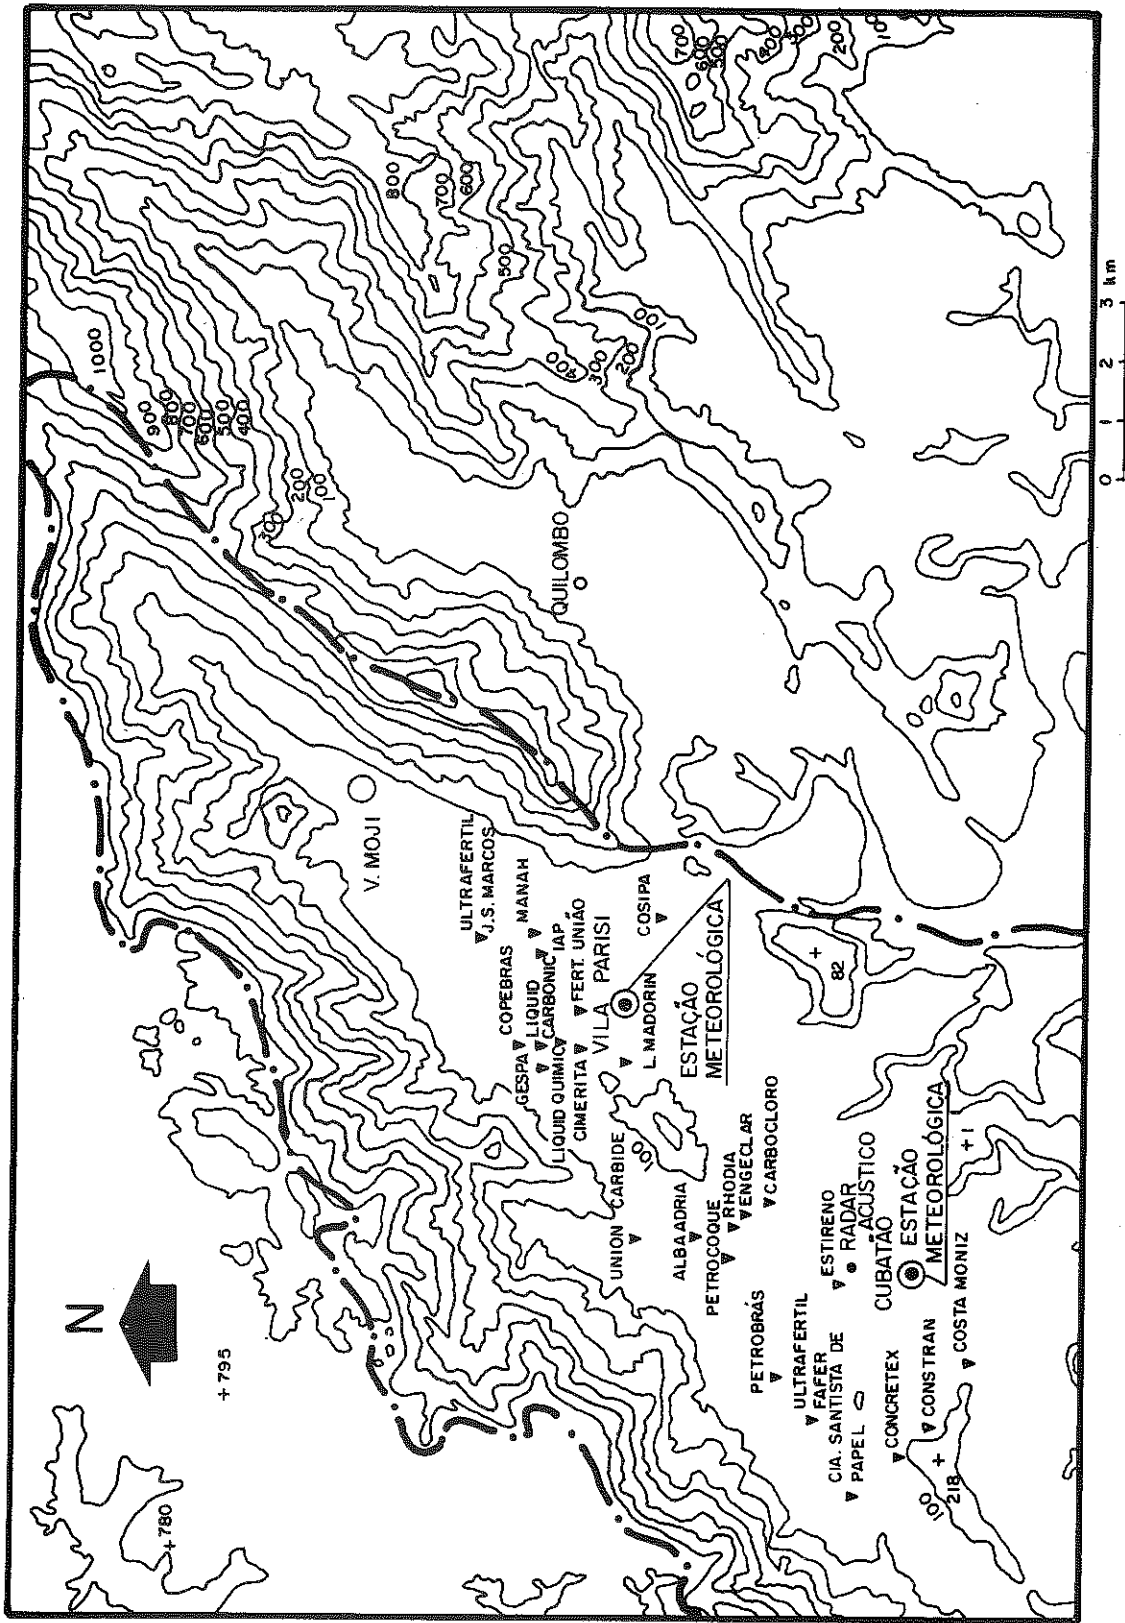 N
+795
+780
1000
900
800
700
600
500
400
300
200
100
800
700
600
500
400
300
200
100
700
600
500
400
300
200
100
V. MOJI
QUILOMBO
ULTRAFERTIL
J.S. MARCOS
COPEBRAS
MANAH
GESPA
LIQUID
CARBONIC
IAP
LIQUID QUIMIC
CIMERITA
FERT. UNIÃO
VILA PARISI
L. MADORIN
COSIPA
ESTAÇÃO
METEOROLÓGICA
UNION CARBIDE
100
ALBA ADRIA
PETROCOQUE
RHODIA
ENGECLAR
CARBOCLORO
82
+
PETROBRÁS
ULTRAFERTIL
FAFER
CIA. SANTISTA DE
PAPEL
ESTIRENO
RADAR
ACÚSTICO
CUBATÃO
ESTAÇÃO
METEOROLÓGICA
+1
CONCRETEX
CONSTRAN
COSTA MONIZ
100
218 +
0 1 2 3 km